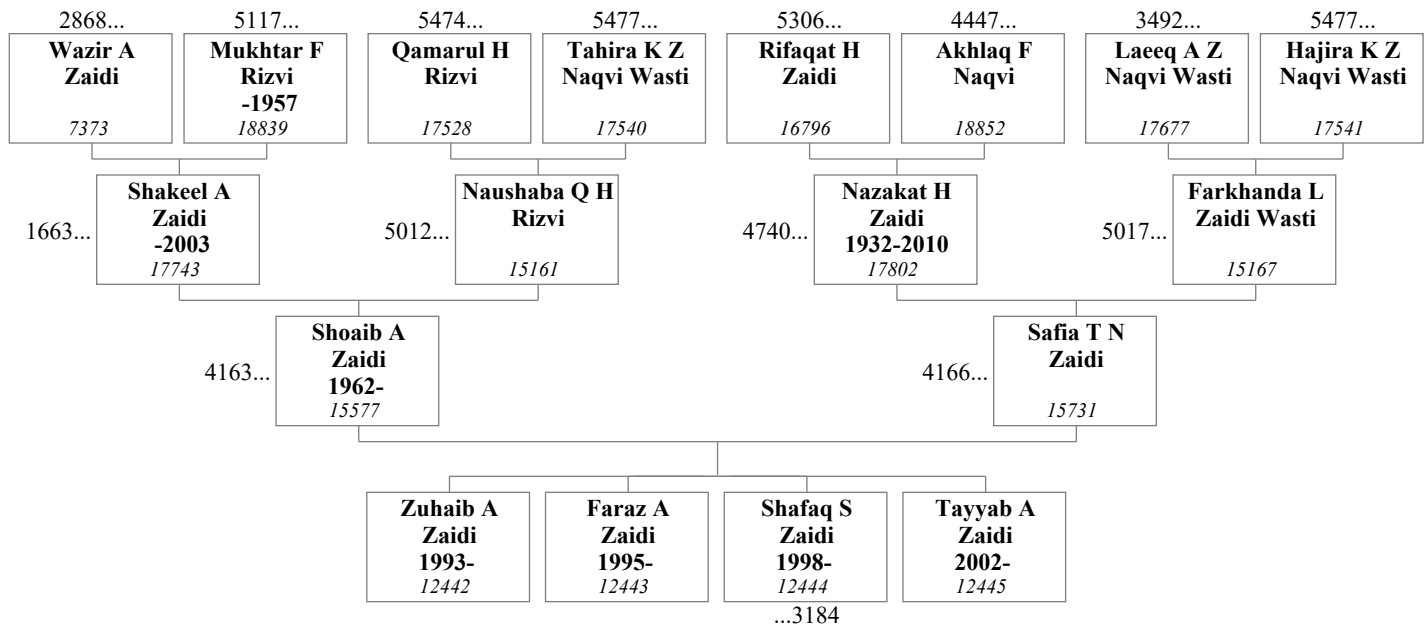 2868...
5117...
5474...
5477...
5306...
4447...
3492...
5477...
Wazir A
Zaidi
7373
Mukhtar F
Rizvi
-1957
18839
Qamarul H
Rizvi
17528
Tahira K Z
Naqvi Wasti
17540
Rifaqat H
Zaidi
16796
Akhlaq F
Naqvi
18852
Laeeq A Z
Naqvi Wasti
17677
Hajira K Z
Naqvi Wasti
17541
1663...
Shakeel A
Zaidi
-2003
17743
5012...
Naushaba Q H
Rizvi
15161
4740...
Nazakat H
Zaidi
1932-2010
17802
5017...
Farkhanda L
Zaidi Wasti
15167
4163...
Shoaib A
Zaidi
1962-
15577
4166...
Safia T N
Zaidi
15731
Zuhaib A
Zaidi
1993-
12442
Faraz A
Zaidi
1995-
12443
Shafaq S
Zaidi
1998-
12444
Tayyab A
Zaidi
2002-
12445
...3184